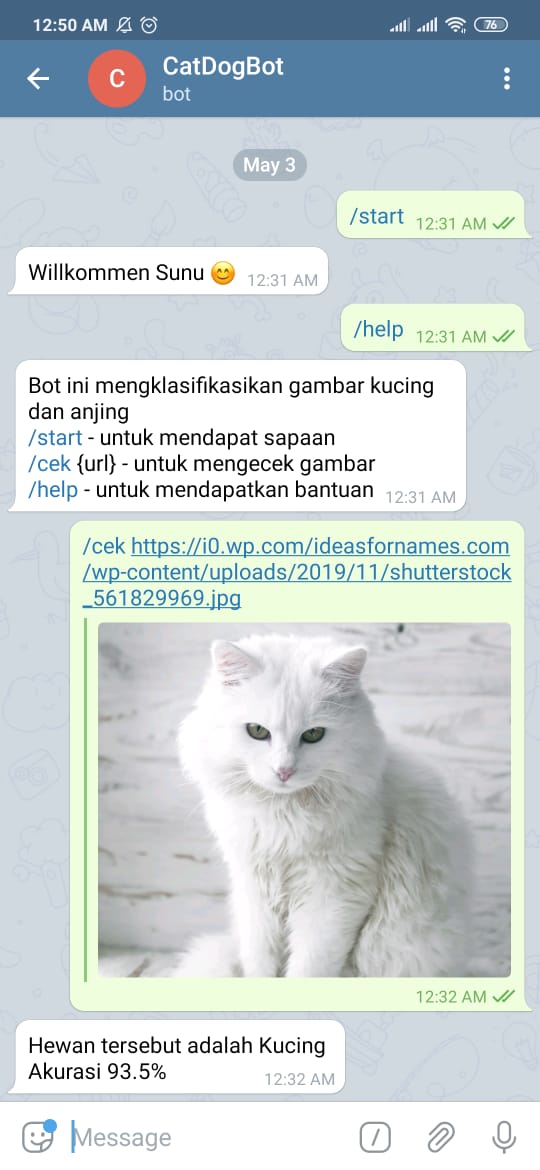 12:50 AM
76
C
CatDogBot
bot
May 3
/start 12:31 AM
Willkommen Sunu 😊 12:31 AM
/help 12:31 AM
Bot ini mengklasifikasikan gambar kucing
dan anjing
/start - untuk mendapat sapaan
/cek {url} - untuk mengecek gambar
/help - untuk mendapatkan bantuan 12:31 AM
/cek https://i0.wp.com/ideasfornames.com
/wp-content/uploads/2019/11/shutterstock
_561829969.jpg
12:32 AM
Hewan tersebut adalah Kucing
Akurasi 93.5% 12:32 AM
Message